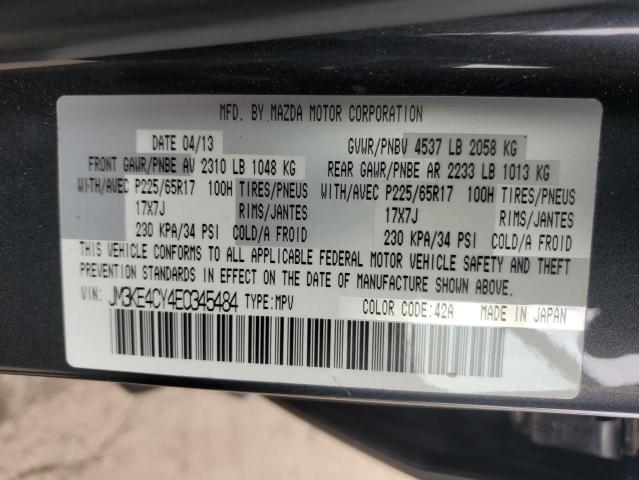 MFD. BY MAZDA MOTOR CORPORATION
DATE 04/13 GVWR/PNBV 4537 LB 2058 KG
FRONT GAWR/PNBE AV 2310 LB 1048 KG REAR GAWR/PNBE AR 2233 LB 1013 KG
WITH/AVEC P225/65R17 100H TIRES/PNEUS WITH/AVEC P225/65R17 100H TIRES/PNEUS
17X7J RIMS/JANTES 17X7J RIMS/JANTES
230 KPA/34 PSI COLD/A FROID 230 KPA/34 PSI COLD/A FROID
THIS VEHICLE CONFORMS TO ALL APPLICABLE FEDERAL MOTOR VEHICLE SAFETY AND THEFT
PREVENTION STANDARDS IN EFFECT ON THE DATE OF MANUFACTURE SHOWN ABOVE.
VIN: JM3KE4CY4E0345484 TYPE:MPV COLOR CODE:42A MADE IN JAPAN